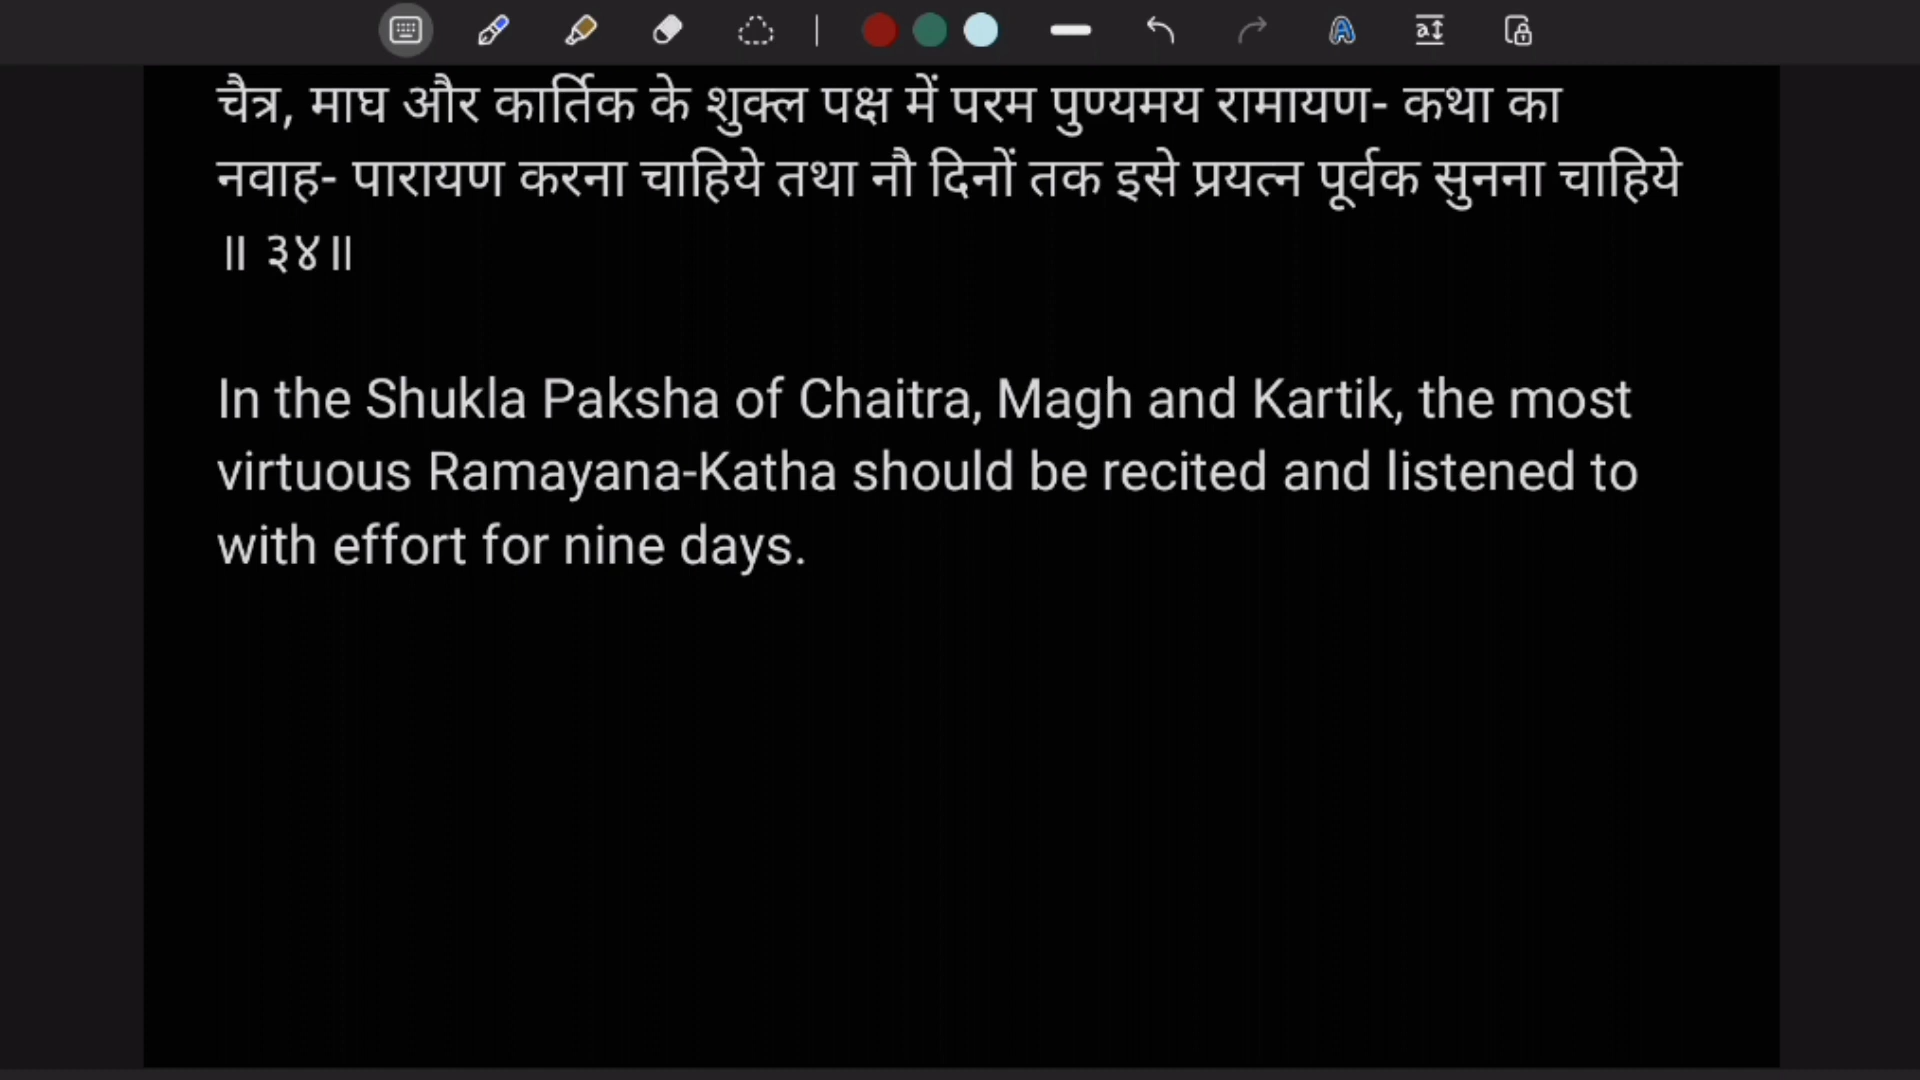 चैत्र, माघ और कार्तिक के शुक्ल पक्ष में परम पुण्यमय रामायण- कथा का
नवाह- पारायण करना चाहिये तथा नौ दिनों तक इसे प्रयत्न पूर्वक सुनना चाहिये
॥ ३४॥
In the Shukla Paksha of Chaitra, Magh and Kartik, the most
virtuous Ramayana-Katha should be recited and listened to
with effort for nine days.